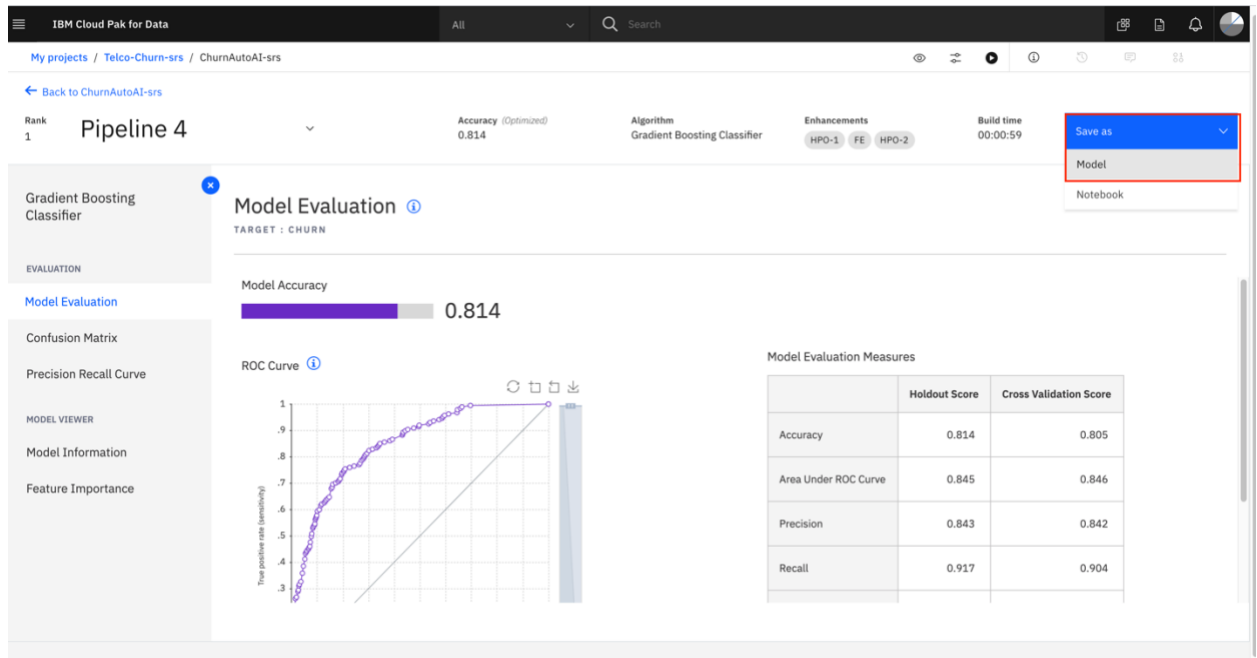 IBM Cloud Pak for Data
All
Search
My projects / Telco-Churn-srs / ChurnAutoAI-srs
Back to ChurnAutoAI-srs
Rank
1
Pipeline 4
Accuracy (Optimized)
0.814
Algorithm
Gradient Boosting Classifier
Enhancements
HPO-1 FE HPO-2
Build time
00:00:59
Save as
Model
Notebook
Gradient Boosting
Classifier
EVALUATION
Model Evaluation
Confusion Matrix
Precision Recall Curve
MODEL VIEWER
Model Information
Feature Importance
Model Evaluation
TARGET : CHURN
Model Accuracy
0.814
ROC Curve
True positive rate (sensitivity)
1
.9
.8
.7
.6
.5
.4
.3
Model Evaluation Measures
Holdout Score Cross Validation Score
Accuracy 0.814 0.805
Area Under ROC Curve 0.845 0.846
Precision 0.843 0.842
Recall 0.917 0.904